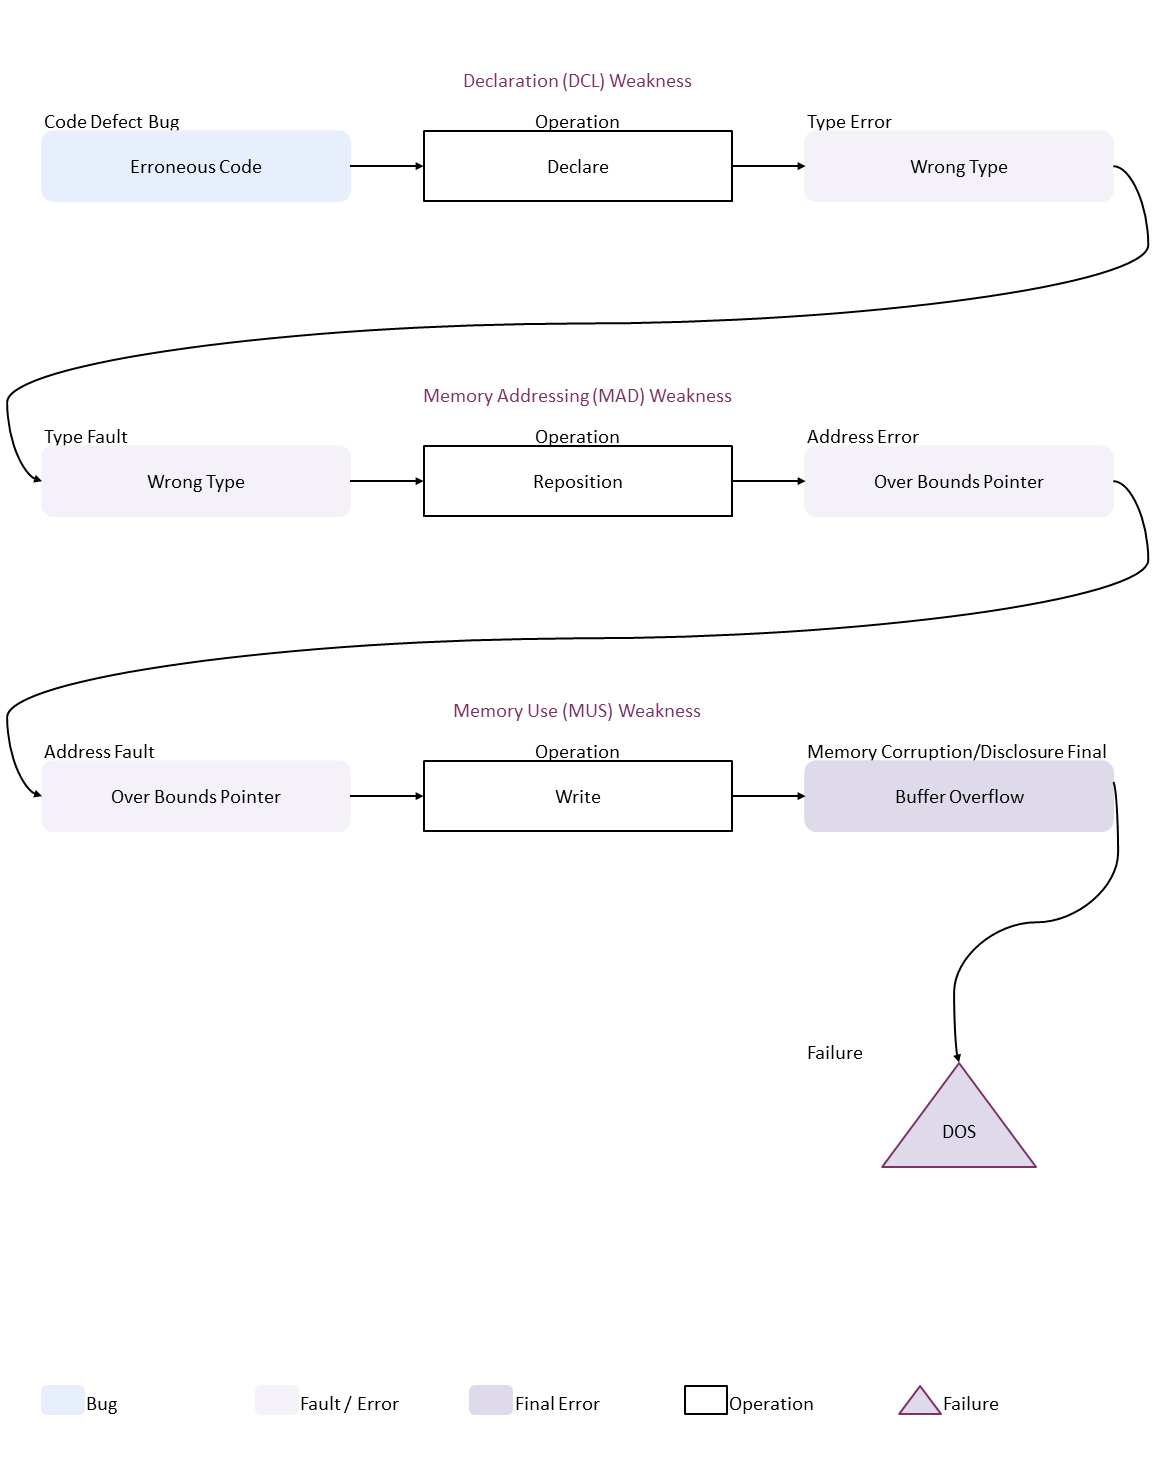 Declaration (DCL) Weakness
Code Defect Bug
Operation
Type Error
Erroneous Code
Declare
Wrong Type
Memory Addressing (MAD) Weakness
Type Fault
Operation
Address Error
Wrong Type
Reposition
Over Bounds Pointer
Memory Use (MUS) Weakness
Address Fault
Operation
Memory Corruption/Disclosure Final
Over Bounds Pointer
Write
Buffer Overflow
Failure
DOS
Bug
Fault / Error
Final Error
Operation
Failure